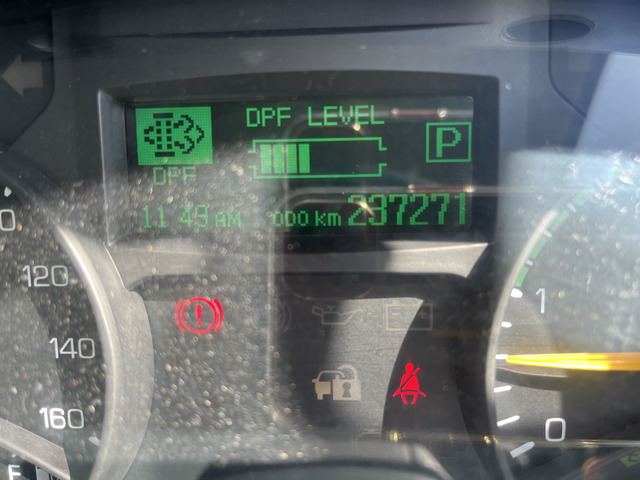 DPF LEVEL
P
DPF
11:49 AM ODO km 237271
120
140
160
1
0
F